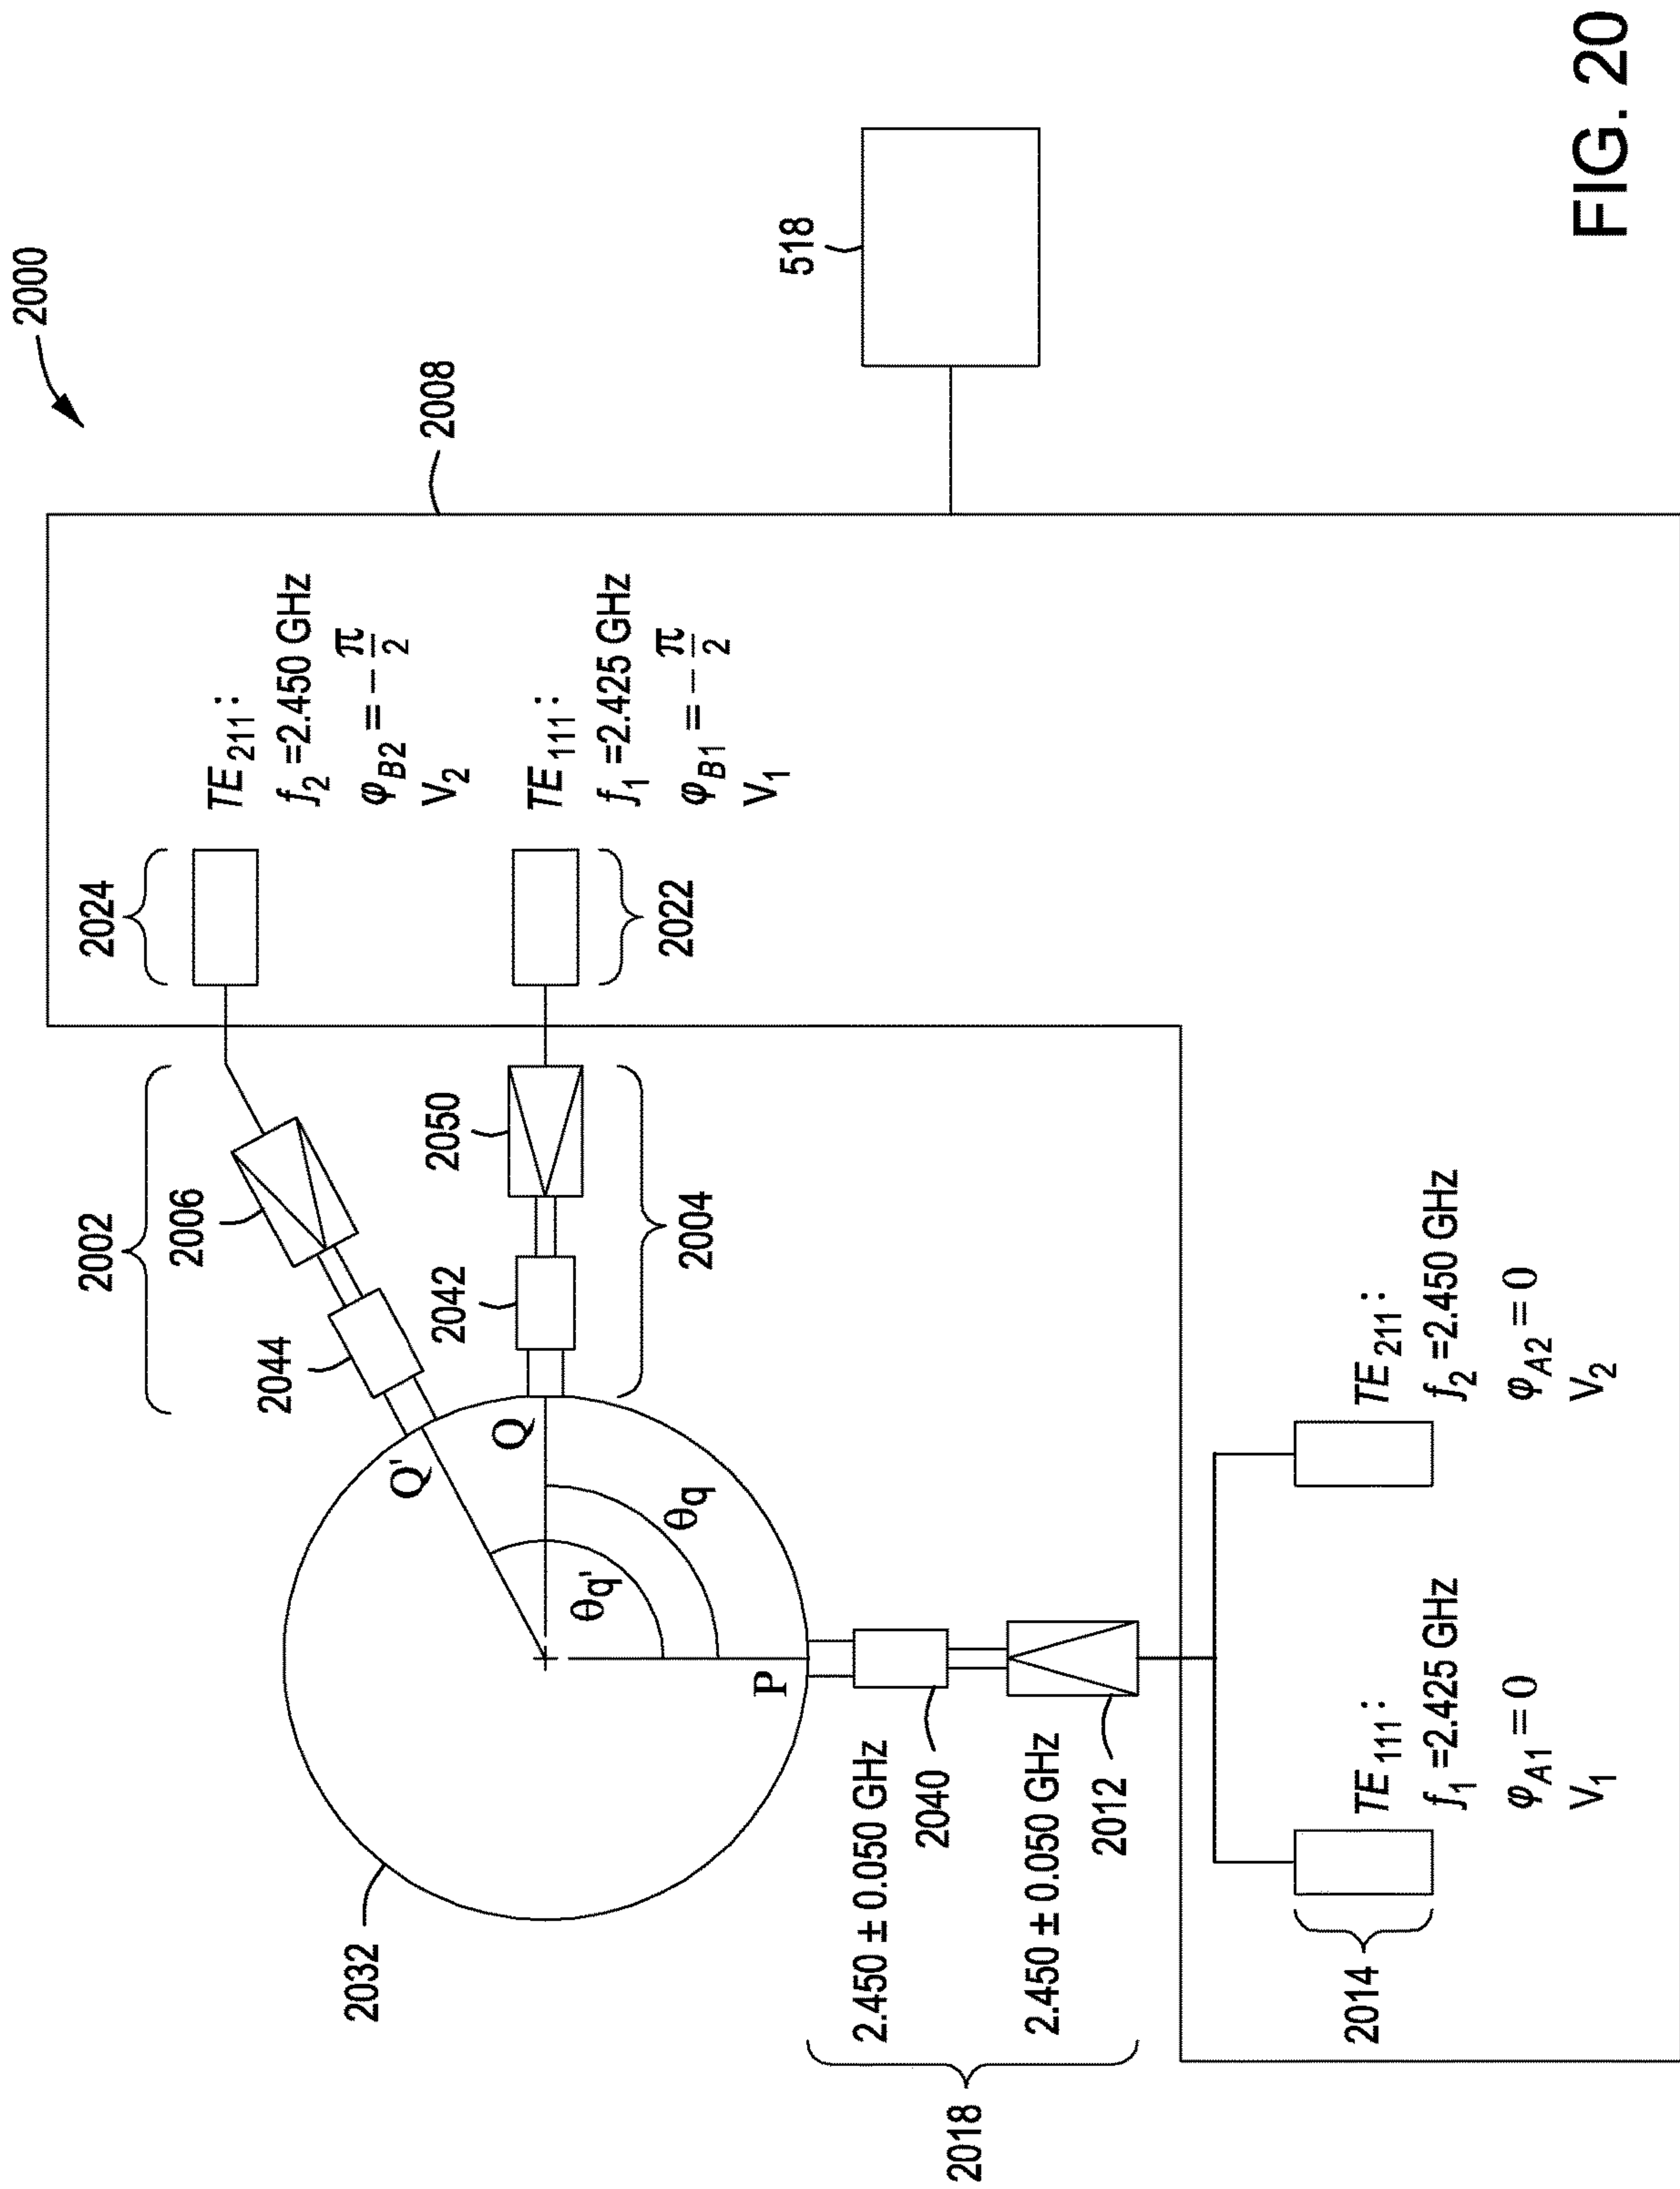 2000
2008
518
2024
TE211:
f2 =2.450 GHz
φB2 = -π/2
V2
TE111:
f1 =2.425 GHz
φB1 = -π/2
V1
2022
2002
2006
2044
2050
2042
2004
Q'
Q
θq'
θq
P
2032
2.450 ± 0.050 GHz
2040
2.450 ± 0.050 GHz
2012
2018
TE111:
f1 =2.425 GHz
φA1 = 0
V1
TE211:
f2 =2.450 GHz
φA2 = 0
V2
2014
FIG. 20